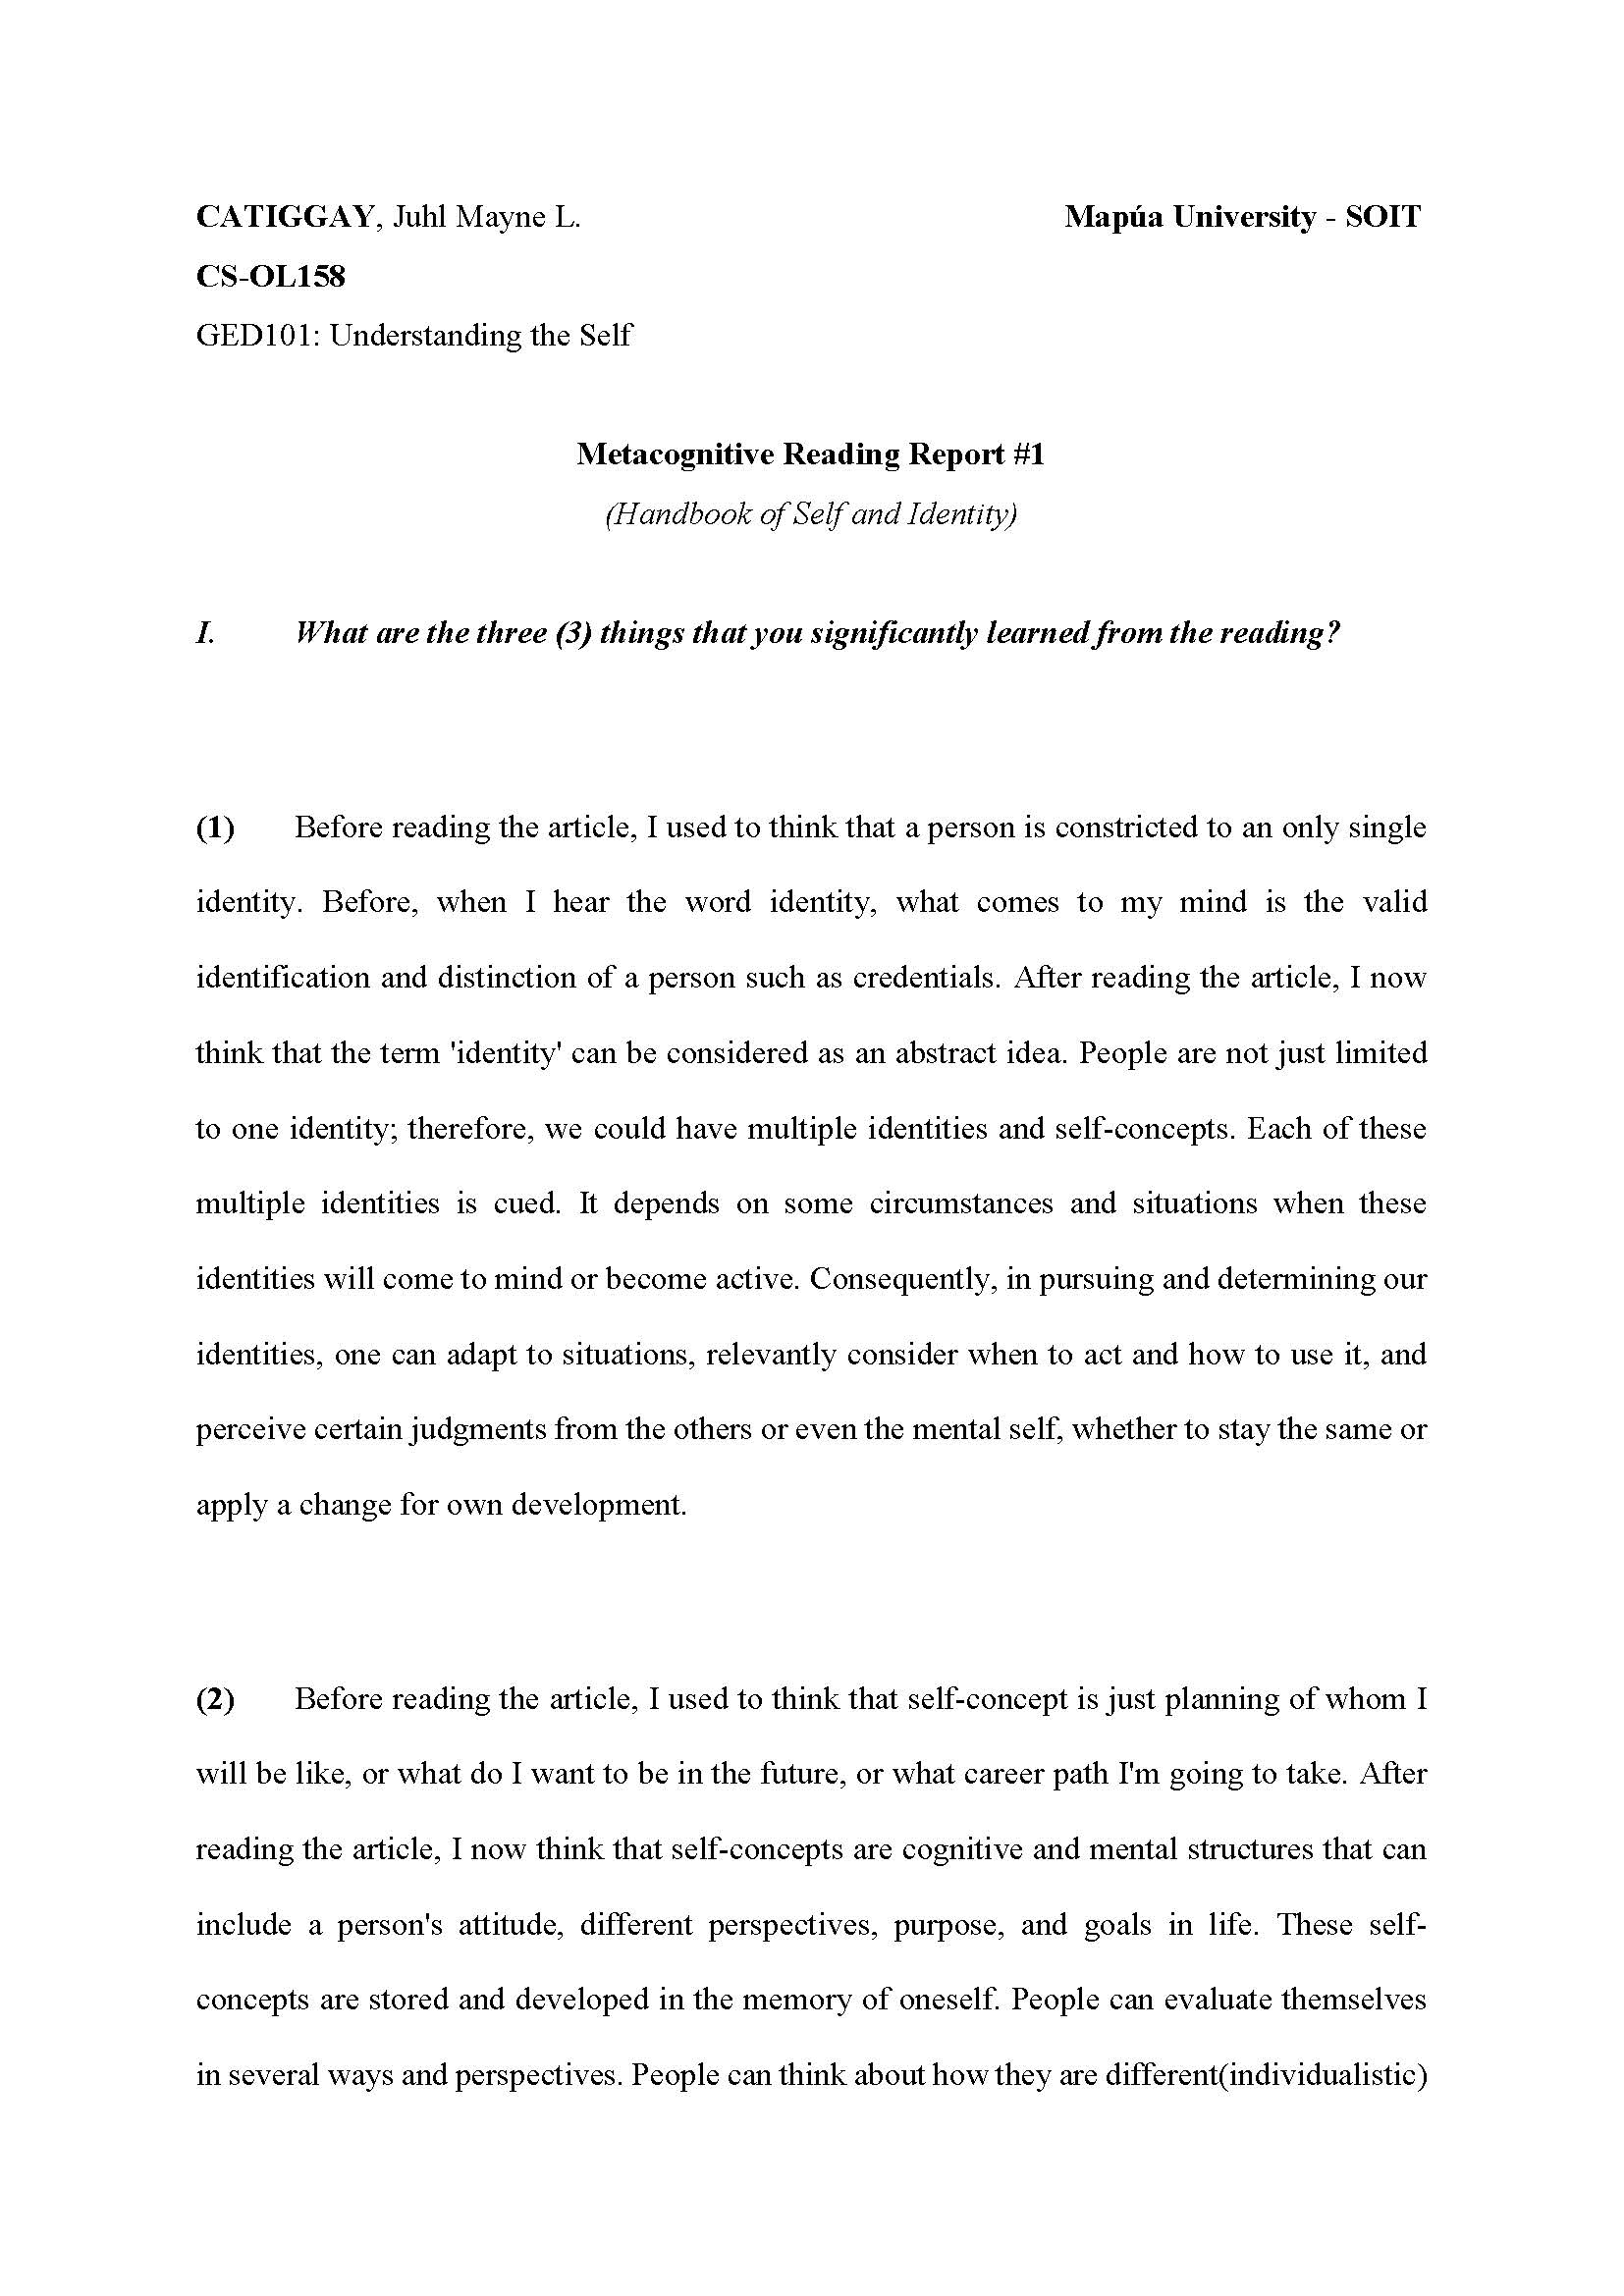 CATIGGAY, Juhl Mayne L. Mapúa University - SOIT
CS-OL158
GED101: Understanding the Self
Metacognitive Reading Report #1
(Handbook of Self and Identity)
I. What are the three (3) things that you significantly learned from the reading?
(1) Before reading the article, I used to think that a person is constricted to an only single
identity. Before, when I hear the word identity, what comes to my mind is the valid
identification and distinction of a person such as credentials. After reading the article, I now
think that the term 'identity' can be considered as an abstract idea. People are not just limited
to one identity; therefore, we could have multiple identities and self-concepts. Each of these
multiple identities is cued. It depends on some circumstances and situations when these
identities will come to mind or become active. Consequently, in pursuing and determining our
identities, one can adapt to situations, relevantly consider when to act and how to use it, and
perceive certain judgments from the others or even the mental self, whether to stay the same or
apply a change for own development.
(2) Before reading the article, I used to think that self-concept is just planning of whom I
will be like, or what do I want to be in the future, or what career path I'm going to take. After
reading the article, I now think that self-concepts are cognitive and mental structures that can
include a person's attitude, different perspectives, purpose, and goals in life. These self-
concepts are stored and developed in the memory of oneself. People can evaluate themselves
in several ways and perspectives. People can think about how they are different(individualistic)